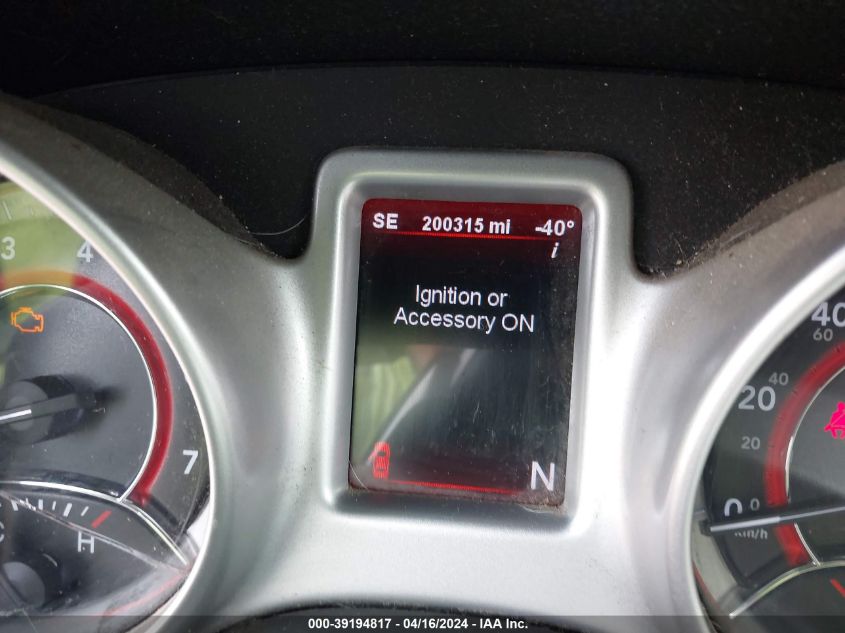 SE 200315 mi -40°
i
Ignition or
Accessory ON
N
3 4
7
H
40
60
40
20
20
0 0
km/h
000-39194817 - 04/16/2024 - IAA Inc.